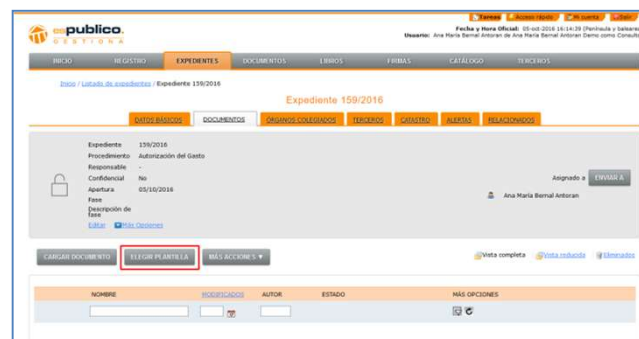 Tareas Acceso rápido Mi cuenta Salir
espublico.
GESTIONA
Fecha y Hora Oficial: 05-oct-2016 16:14:39 (Península y baleares
Usuario: Ana María Bernal Antoran de Ana María Bernal Antoran Demo como Consulto
INICIO REGISTRO EXPEDIENTES DOCUMENTOS LIBROS FIRMAS CATÁLOGO TERCEROS
Inicio / Listado de expedientes / Expediente 159/2016
Expediente 159/2016
DATOS BÁSICOS DOCUMENTOS ÓRGANOS COLEGIADOS TERCEROS CATASTRO ALERTAS RELACIONADOS
Expediente 159/2016
Procedimiento Autorización del Gasto
Responsable -
Confidencial No
Apertura 05/10/2016
Fase
Descripción de
fase
Editar Más Opciones
Asignado a ENVIAR A
Ana María Bernal Antoran
CARGAR DOCUMENTO ELEGIR PLANTILLA MÁS ACCIONES ▼ Vista completa Vista reducida Eliminados
NOMBRE MODIFICADOS AUTOR ESTADO MÁS OPCIONES